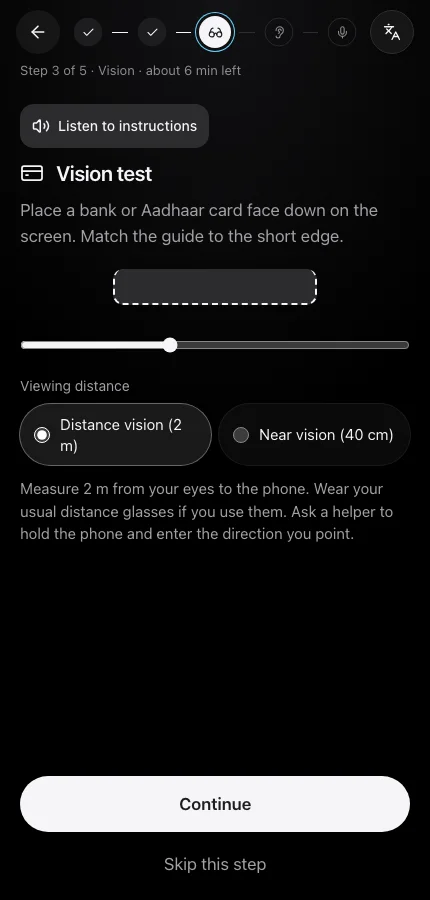 Step 3 of 5 · Vision · about 6 min left
Listen to instructions
Vision test
Place a bank or Aadhaar card face down on the
screen. Match the guide to the short edge.
Viewing distance
Distance vision (2
m)
Near vision (40 cm)
Measure 2 m from your eyes to the phone. Wear your
usual distance glasses if you use them. Ask a helper to
hold the phone and enter the direction you point.
Continue
Skip this step